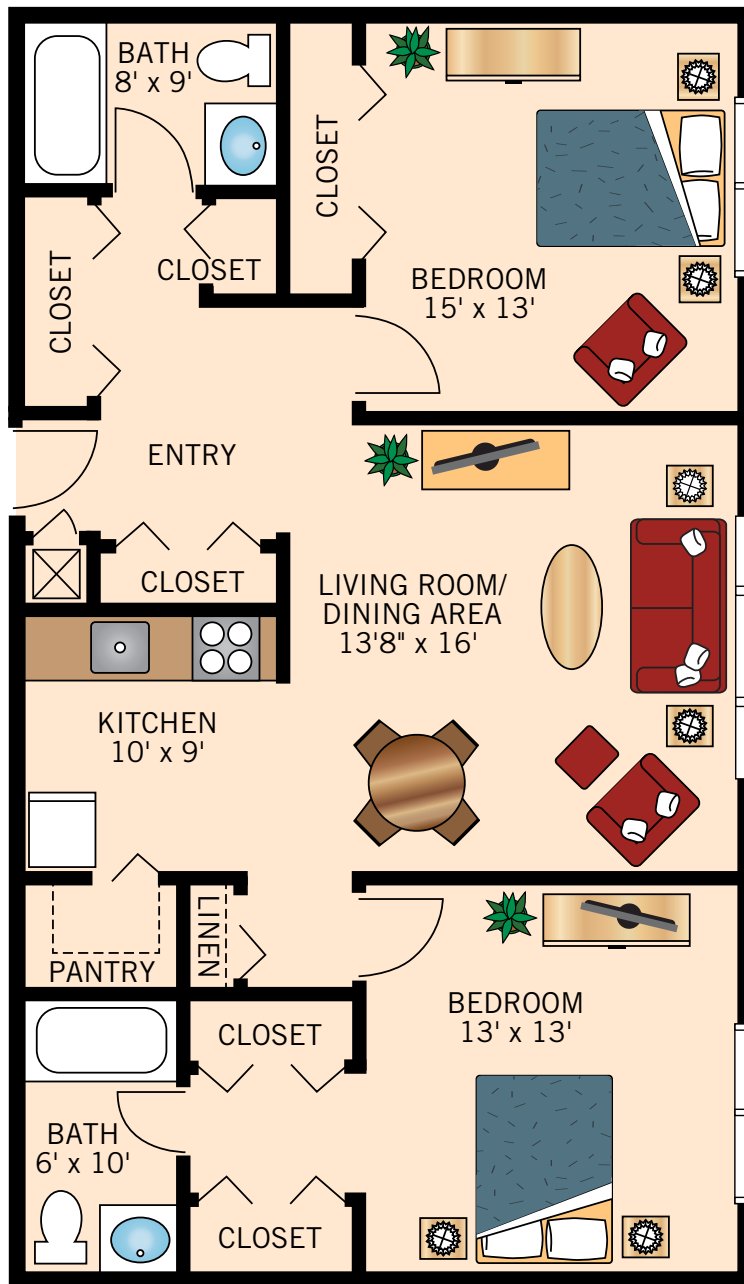 BATH
8' x 9'
CLOSET
CLOSET
CLOSET
BEDROOM
15' x 13'
ENTRY
CLOSET
LIVING ROOM/
DINING AREA
13'8" x 16'
KITCHEN
10' x 9'
LINEN
PANTRY
CLOSET
BEDROOM
13' x 13'
BATH
6' x 10'
CLOSET